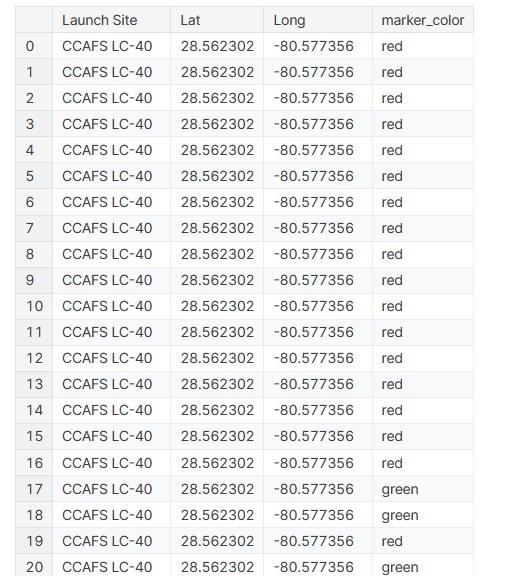 Launch Site Lat Long marker_color
0 CCAFS LC-40 28.562302 -80.577356 red
1 CCAFS LC-40 28.562302 -80.577356 red
2 CCAFS LC-40 28.562302 -80.577356 red
3 CCAFS LC-40 28.562302 -80.577356 red
4 CCAFS LC-40 28.562302 -80.577356 red
5 CCAFS LC-40 28.562302 -80.577356 red
6 CCAFS LC-40 28.562302 -80.577356 red
7 CCAFS LC-40 28.562302 -80.577356 red
8 CCAFS LC-40 28.562302 -80.577356 red
9 CCAFS LC-40 28.562302 -80.577356 red
10 CCAFS LC-40 28.562302 -80.577356 red
11 CCAFS LC-40 28.562302 -80.577356 red
12 CCAFS LC-40 28.562302 -80.577356 red
13 CCAFS LC-40 28.562302 -80.577356 red
14 CCAFS LC-40 28.562302 -80.577356 red
15 CCAFS LC-40 28.562302 -80.577356 red
16 CCAFS LC-40 28.562302 -80.577356 red
17 CCAFS LC-40 28.562302 -80.577356 green
18 CCAFS LC-40 28.562302 -80.577356 green
19 CCAFS LC-40 28.562302 -80.577356 red
20 CCAFS LC-40 28.562302 -80.577356 green